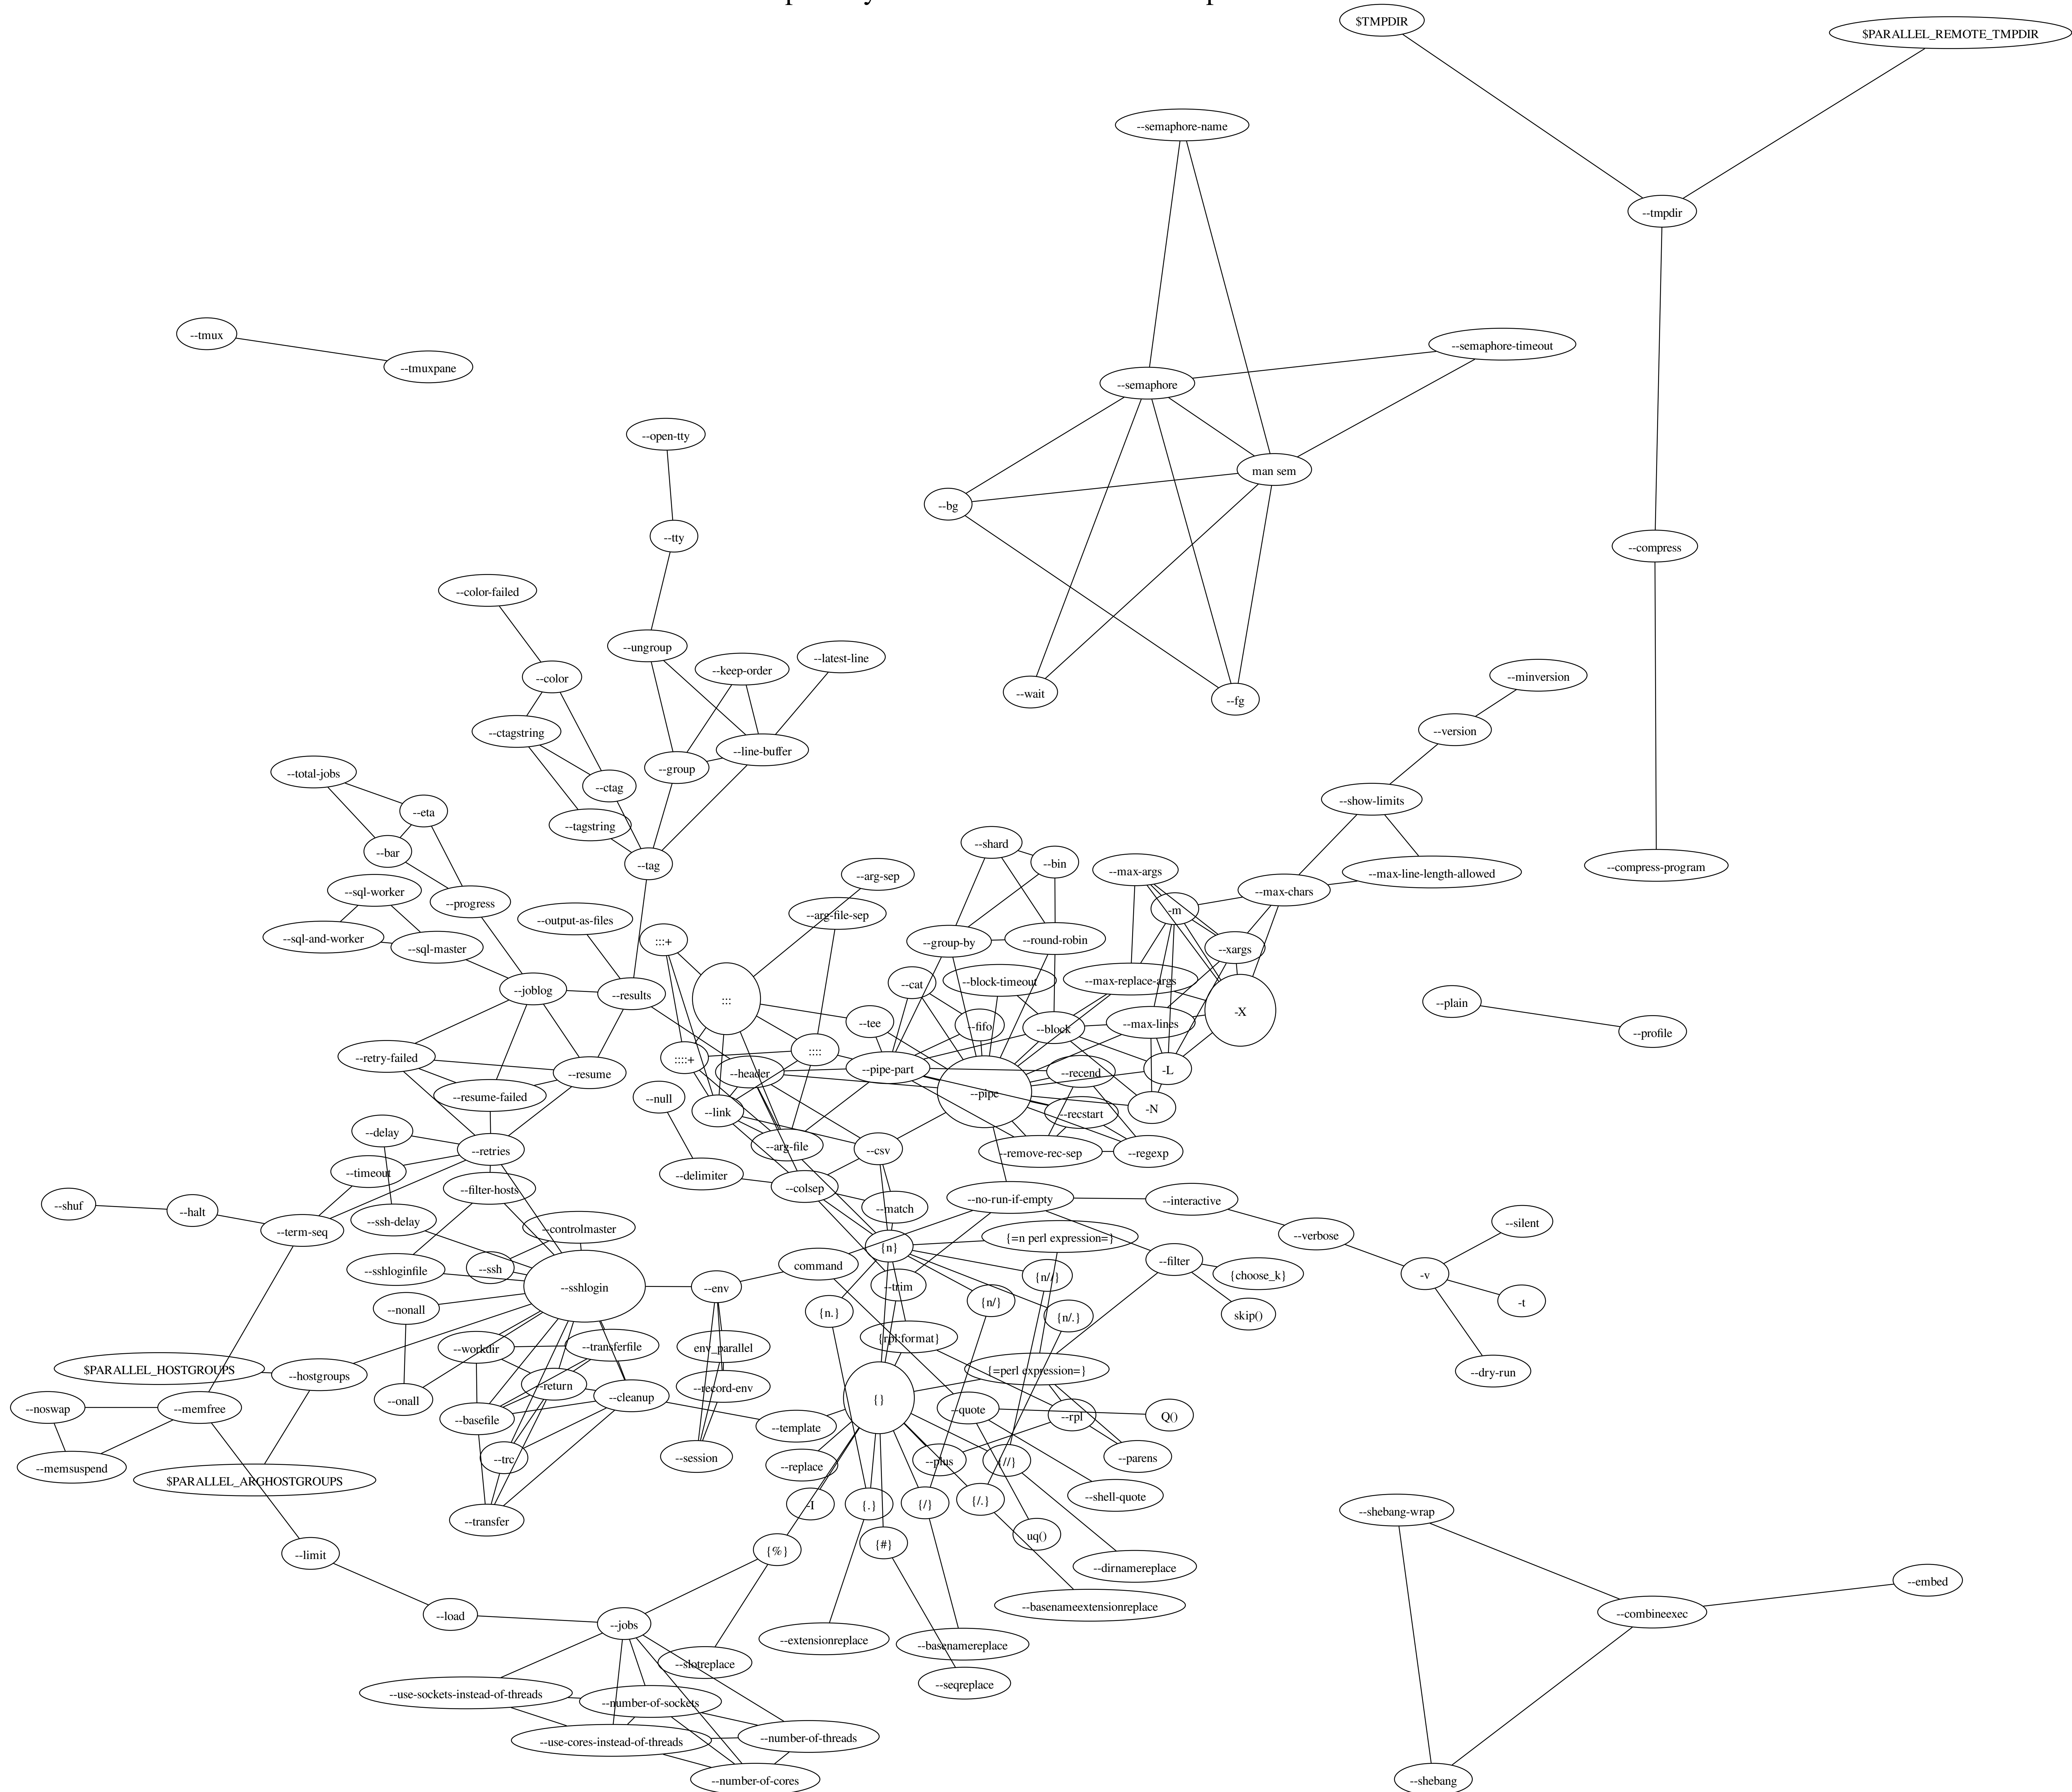 $TMPDIR
$PARALLEL_REMOTE_TMPDIR
--semaphore-name
--tmpdir
--tmux
--semaphore-timeout
--tmuxpane
--semaphore
--open-tty
man sem
--bg
--tty
--compress
--color-failed
--ungroup
--latest-line
--keep-order
--color
--minversion
--wait
--fg
--ctagstring
--version
--line-buffer
--group
--total-jobs
--ctag
--show-limits
--eta
--tagstring
--shard
--bar
--bin
--tag
--compress-program
--max-args
--max-line-length-allowed
--arg-sep
--sql-worker
--max-chars
--progress
-m
--arg-file-sep
--output-as-files
--sql-and-worker
:::+
--group-by
--round-robin
--sql-master
--xargs
--max-replace-args
--cat
--block-timeout
--joblog
--results
:::
--plain
-X
--tee
--max-lines
--fifo
--block
--profile
::::
--retry-failed
::::+
--pipe-part
-L
--header
--resume
--recend
--pipe
--resume-failed
--null
-N
--link
--recstart
--delay
--arg-file
--csv
--retries
--remove-rec-sep
--regexp
--timeout
--delimiter
--colsep
--filter-hosts
--no-run-if-empty
--interactive
--shuf
--match
--halt
--ssh-delay
--silent
--controlmaster
--term-seq
--verbose
{=n perl expression=}
{n}
--filter
command
--ssh
--sshloginfile
{choose_k}
-v
{n//}
--sshlogin
--env
--trim
{n/}
-t
--nonall
{n.}
skip()
{n/.}
{rpl:format}
--transferfile
env_parallel
--workdir
$PARALLEL_HOSTGROUPS
{=perl expression=}
--dry-run
--hostgroups
--return
--record-env
--cleanup
{}
--onall
--noswap
--memfree
--quote
Q()
--rpl
--basefile
--template
--parens
--session
--trc
--plus
{//}
--replace
--memsuspend
$PARALLEL_ARGHOSTGROUPS
--shell-quote
{/.}
-I
{.}
{/}
--shebang-wrap
--transfer
uq()
{#}
{%}
--limit
--dirnamereplace
--embed
--basenameextensionreplace
--load
--combineexec
--jobs
--extensionreplace
--basenamereplace
--slotreplace
--seqreplace
--use-sockets-instead-of-threads
--number-of-sockets
--number-of-threads
--use-cores-instead-of-threads
--number-of-cores
--shebang